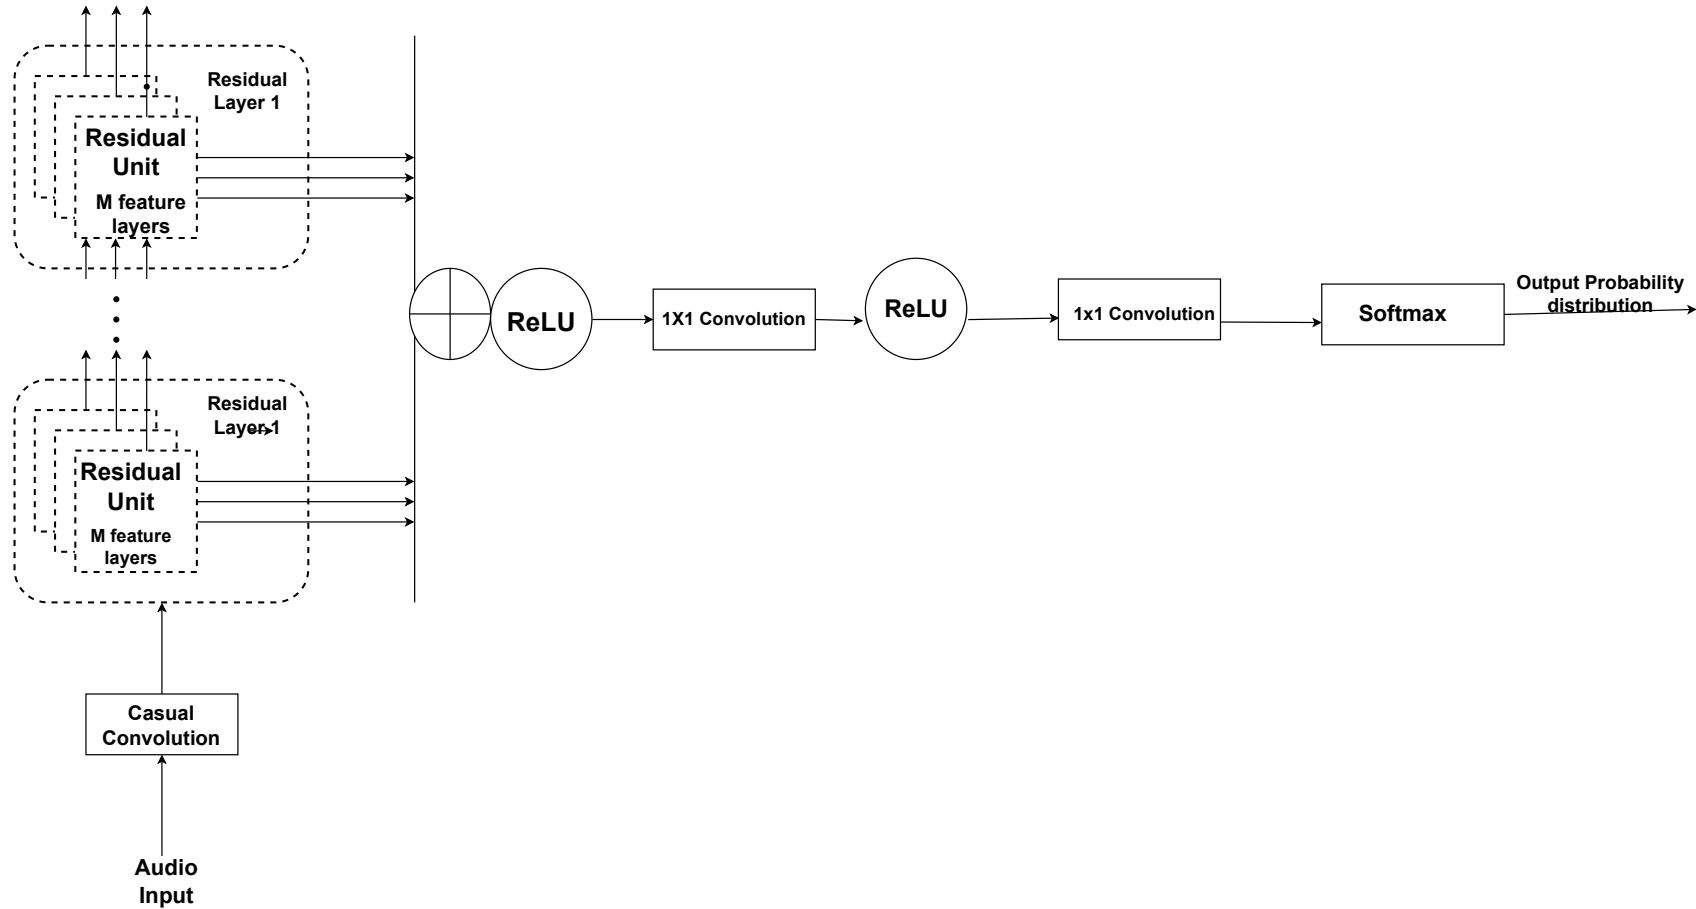 Residual
Layer 1
Residual
Unit
M feature
layers
ReLU
1X1 Convolution
ReLU
1x1 Convolution
Softmax
Output Probability
distribution
Residual
Layer 1
Residual
Unit
M feature
layers
Casual
Convolution
Audio
Input